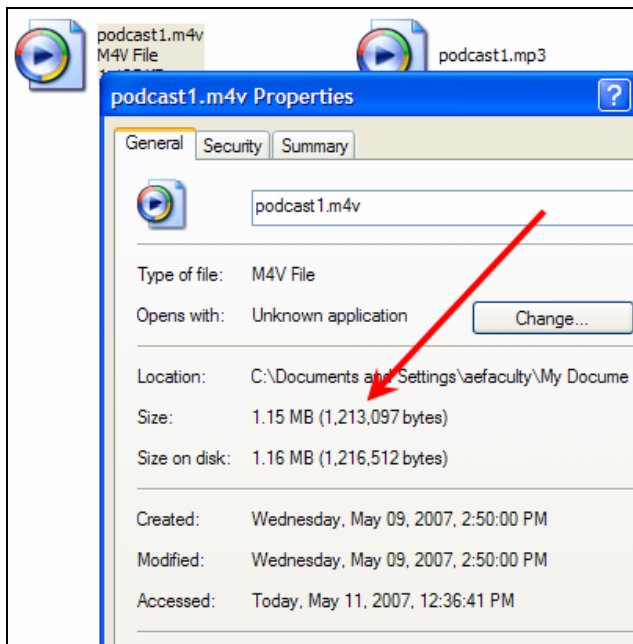 podcast1.m4v
M4V File
podcast1.mp3
podcast1.m4v Properties
?
General Security Summary
podcast1.m4v
Type of file: M4V File
Opens with: Unknown application Change...
Location: C:\Documents and Settings\aefaculty\My Docume
Size: 1.15 MB (1,213,097 bytes)
Size on disk: 1.16 MB (1,216,512 bytes)
Created: Wednesday, May 09, 2007, 2:50:00 PM
Modified: Wednesday, May 09, 2007, 2:50:00 PM
Accessed: Today, May 11, 2007, 12:36:41 PM